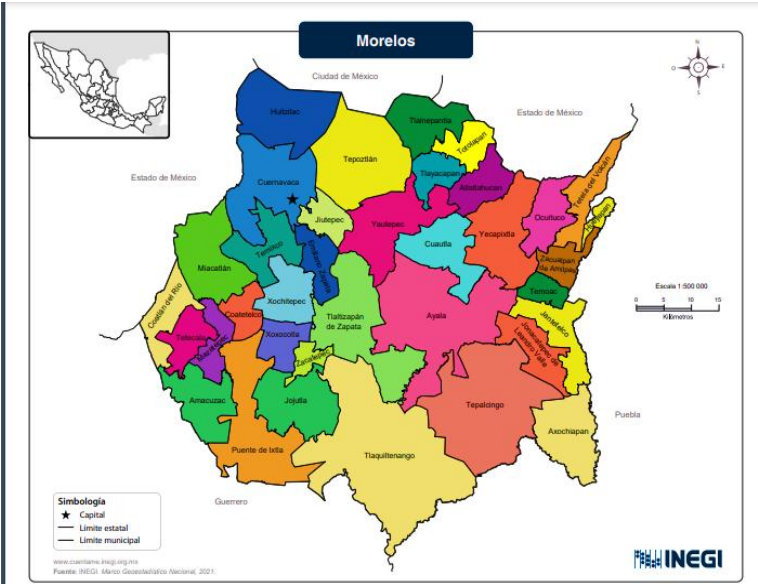 Morelos
Ciudad de México
Estado de México
Estado de México
N
O
E
S
Huitzilac
Tlalnepantla
Totolapan
Tepoztlán
Tlayacapan
Atlatlahucan
Tetela del Volcán
Cuernavaca
Ocuituco
Hueyapan
Jiutepec
Yautepec
Yecapixtla
Cuautla
Temixco
Emiliano Zapata
Zacualpan
de Amilpas
Miacatlán
Temoac
Escala 1:500 000
0 5 10 15
Kilómetros
Coatlán del Río
Xochitepec
Coatetelco
Tlaltizapán
de Zapata
Ayala
Jantetelco
Tetecala
Mazatepec
Xoxocotla
Jonacatepec de
Leandro Valle
Zacatepec
Amacuzac
Jojutla
Tepalcingo
Puebla
Axochiapan
Puente de Ixtla
Tlaquiltenango
Guerrero
Simbología
Capital
Límite estatal
Límite municipal
www.cuentame.inegi.org.mx
Fuente: INEGI. Marco Geoestadístico Nacional, 2021.
INEGI